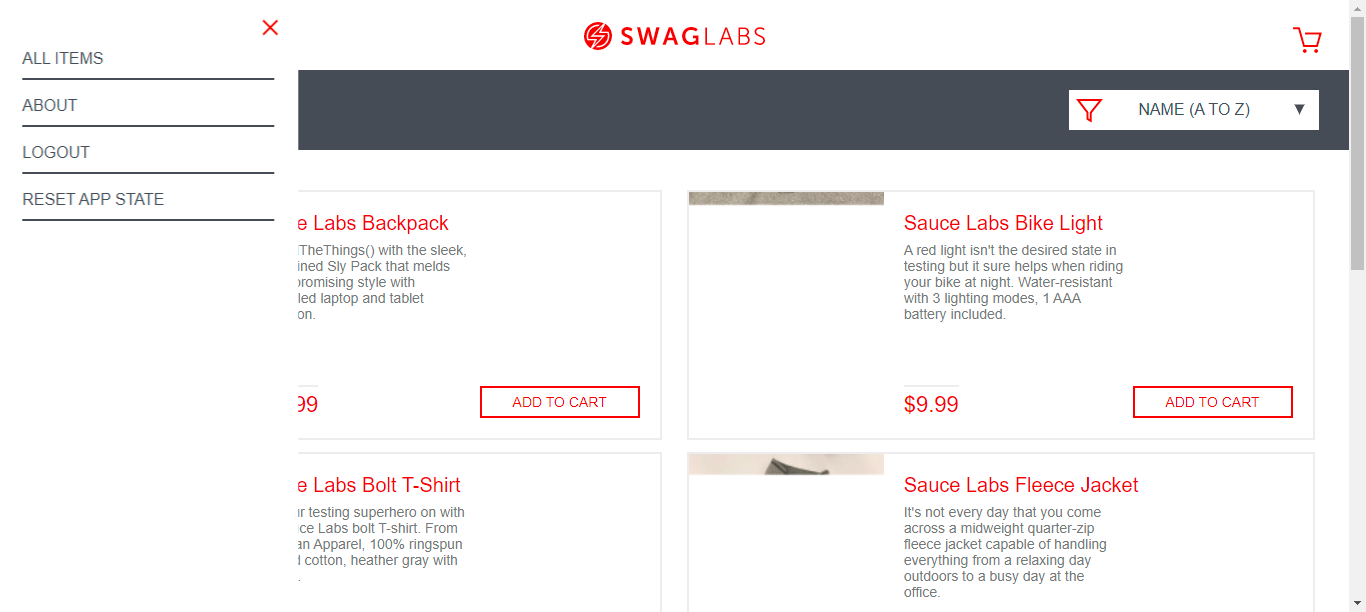 ALL ITEMS
ABOUT
LOGOUT
RESET APP STATE
SWAGLABS
NAME (A TO Z)
e Labs Backpack
TheThings() with the sleek,
ined Sly Pack that melds
promising style with
led laptop and tablet
on.
99
ADD TO CART
Sauce Labs Bike Light
A red light isn't the desired state in
testing but it sure helps when riding
your bike at night. Water-resistant
with 3 lighting modes, 1 AAA
battery included.
$9.99
ADD TO CART
e Labs Bolt T-Shirt
ur testing superhero on with
ce Labs bolt T-shirt. From
an Apparel, 100% ringspun
d cotton, heather gray with
.
Sauce Labs Fleece Jacket
It's not every day that you come
across a midweight quarter-zip
fleece jacket capable of handling
everything from a relaxing day
outdoors to a busy day at the
office.